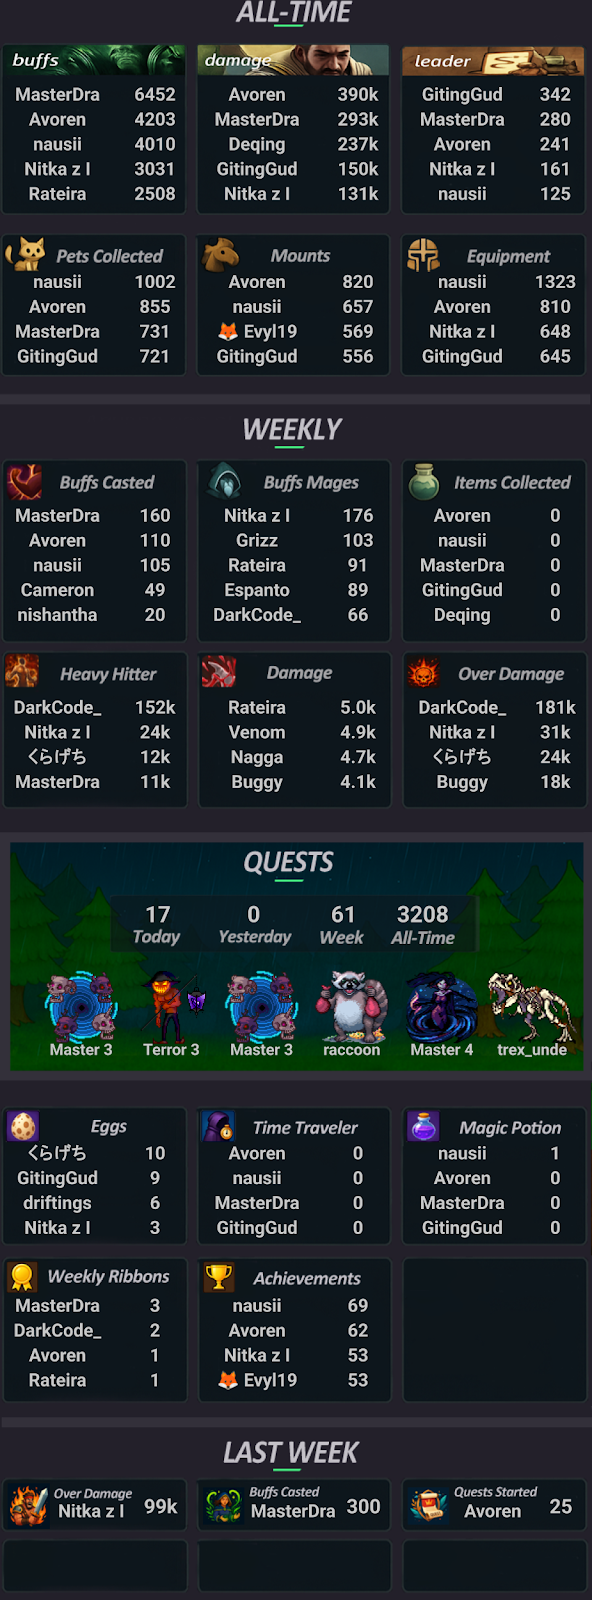 ALL-TIME
buffs
MasterDra 6452
Avoren 4203
nausii 4010
Nitka z l 3031
Rateira 2508
damage
Avoren 390k
MasterDra 293k
Deqing 237k
GitingGud 150k
Nitka z l 131k
leader
GitingGud 342
MasterDra 280
Avoren 241
Nitka z l 161
nausii 125
Pets Collected
nausii 1002
Avoren 855
MasterDra 731
GitingGud 721
Mounts
Avoren 820
nausii 657
🦊 Evyl19 569
GitingGud 556
Equipment
nausii 1323
Avoren 810
Nitka z l 648
GitingGud 645
WEEKLY
Buffs Casted
MasterDra 160
Avoren 110
nausii 105
Cameron 49
nishantha 20
Buffs Mages
Nitka z l 176
Grizz 103
Rateira 91
Espanto 89
DarkCode_ 66
Items Collected
Avoren 0
nausii 0
MasterDra 0
GitingGud 0
Deqing 0
Heavy Hitter
DarkCode_ 152k
Nitka z l 24k
くらげち 12k
MasterDra 11k
Damage
Rateira 5.0k
Venom 4.9k
Nagga 4.7k
Buggy 4.1k
Over Damage
DarkCode_ 181k
Nitka z l 31k
くらげち 24k
Buggy 18k
QUESTS
17 0 61 3208
Today Yesterday Week All-Time
Master 3 Terror 3 Master 3 raccoon Master 4 trex_unde
Eggs
くらげち 10
GitingGud 9
driftings 6
Nitka z l 3
Time Traveler
Avoren 0
nausii 0
MasterDra 0
GitingGud 0
Magic Potion
nausii 1
Avoren 0
MasterDra 0
GitingGud 0
Weekly Ribbons
MasterDra 3
DarkCode_ 2
Avoren 1
Rateira 1
Achievements
nausii 69
Avoren 62
Nitka z l 53
🦊 Evyl19 53
LAST WEEK
Over Damage
Nitka z l 99k
Buffs Casted
MasterDra 300
Quests Started
Avoren 25